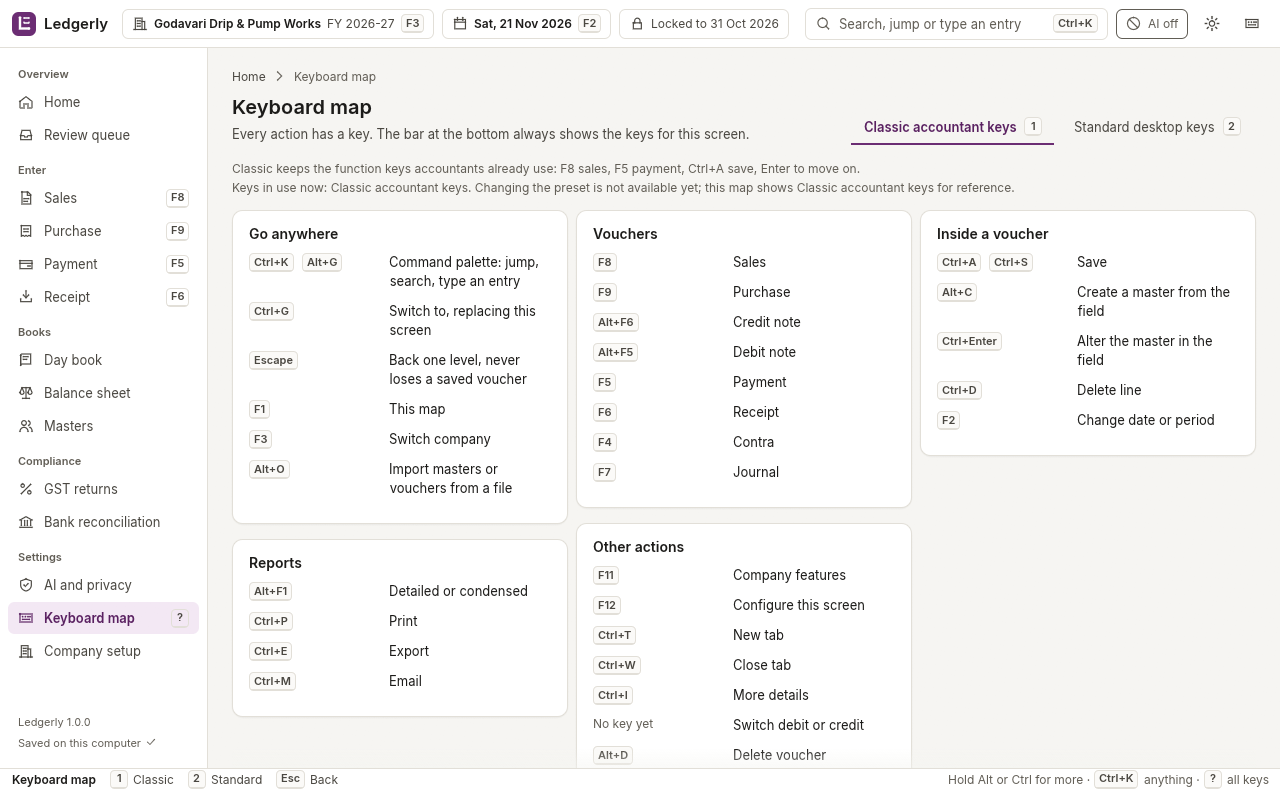 Ledgerly
Godavari Drip & Pump Works FY 2026-27 F3
Sat, 21 Nov 2026 F2
Locked to 31 Oct 2026
Search, jump or type an entry Ctrl+K
AI off
Overview
Home
Review queue
Enter
Sales F8
Purchase F9
Payment F5
Receipt F6
Books
Day book
Balance sheet
Masters
Compliance
GST returns
Bank reconciliation
Settings
AI and privacy
Keyboard map ?
Company setup
Ledgerly 1.0.0
Saved on this computer
Home Keyboard map
Keyboard map
Every action has a key. The bar at the bottom always shows the keys for this screen.
Classic accountant keys 1
Standard desktop keys 2
Classic keeps the function keys accountants already use: F8 sales, F5 payment, Ctrl+A save, Enter to move on.
Keys in use now: Classic accountant keys. Changing the preset is not available yet; this map shows Classic accountant keys for reference.
Go anywhere
Ctrl+K Alt+G Command palette: jump,
search, type an entry
Ctrl+G Switch to, replacing this
screen
Escape Back one level, never
loses a saved voucher
F1 This map
F3 Switch company
Alt+O Import masters or
vouchers from a file
Reports
Alt+F1 Detailed or condensed
Ctrl+P Print
Ctrl+E Export
Ctrl+M Email
Vouchers
F8 Sales
F9 Purchase
Alt+F6 Credit note
Alt+F5 Debit note
F5 Payment
F6 Receipt
F4 Contra
F7 Journal
Other actions
F11 Company features
F12 Configure this screen
Ctrl+T New tab
Ctrl+W Close tab
Ctrl+I More details
No key yet Switch debit or credit
Alt+D Delete voucher
Inside a voucher
Ctrl+A Ctrl+S Save
Alt+C Create a master from the
field
Ctrl+Enter Alter the master in the
field
Ctrl+D Delete line
F2 Change date or period
Keyboard map 1 Classic 2 Standard Esc Back
Hold Alt or Ctrl for more · Ctrl+K anything · ? all keys